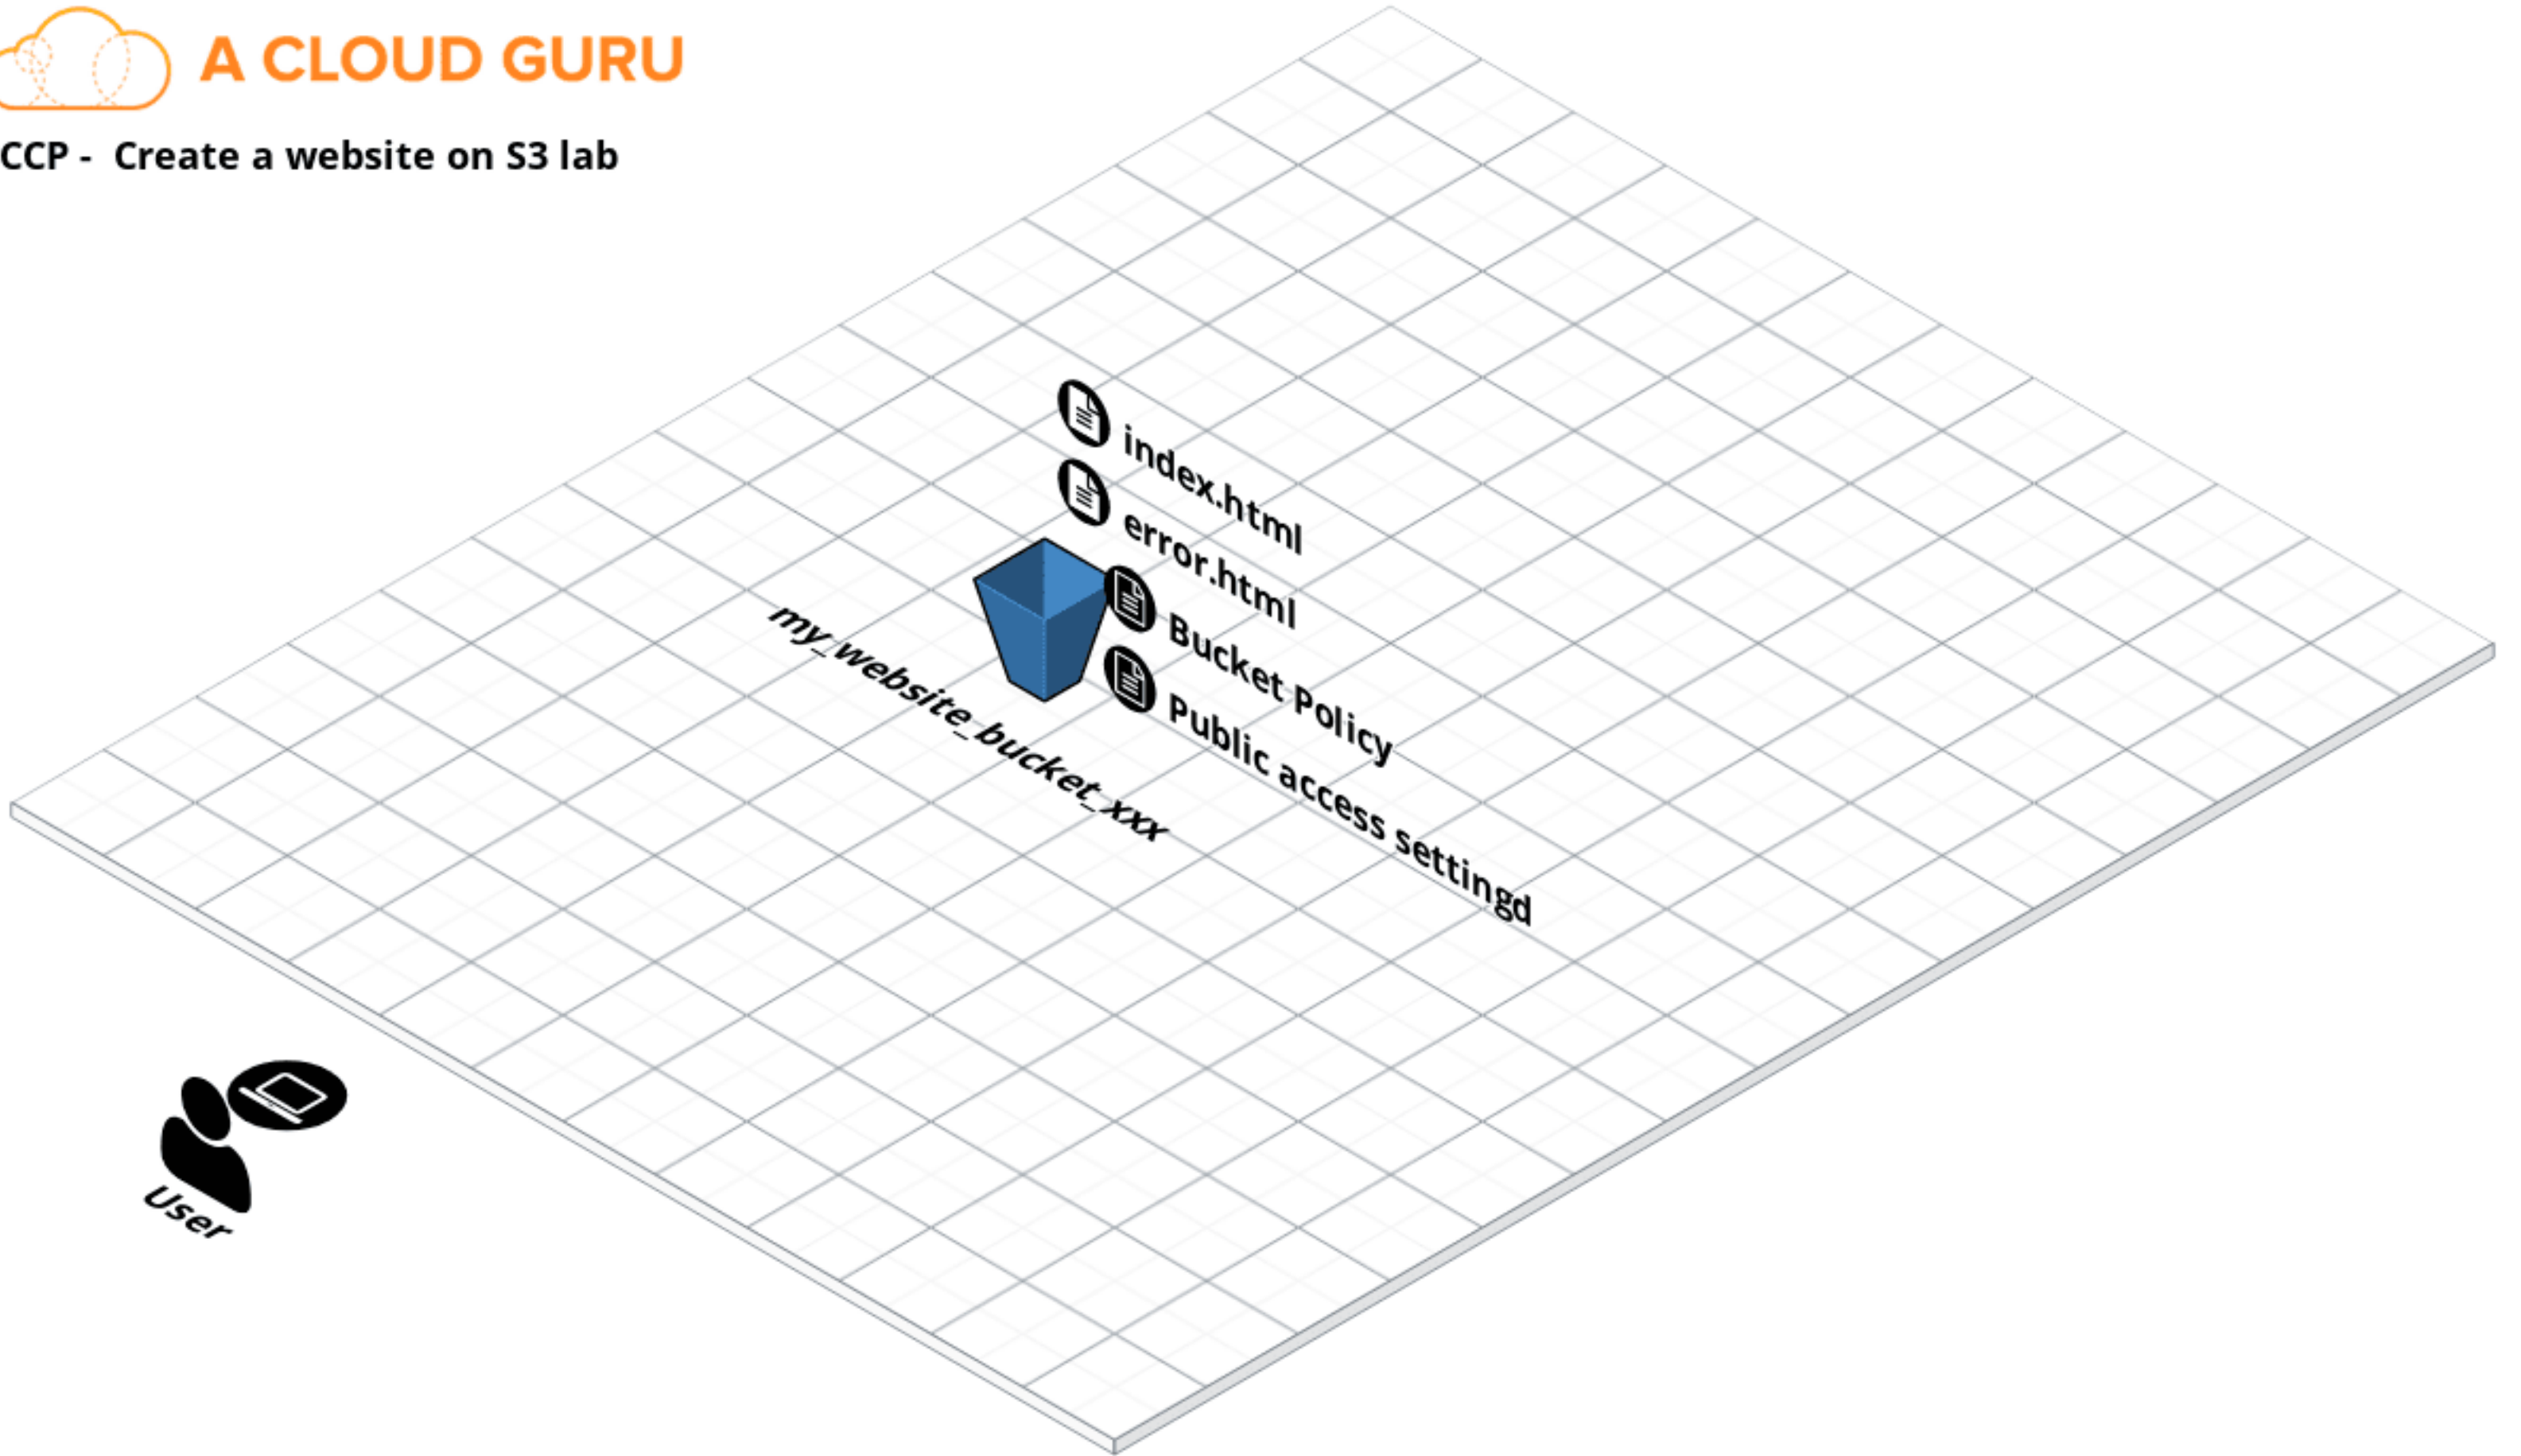 A CLOUD GURU
CCP - Create a website on S3 lab
index.html
error.html
Bucket Policy
Public access settingd
my_website_bucket_xxx
User